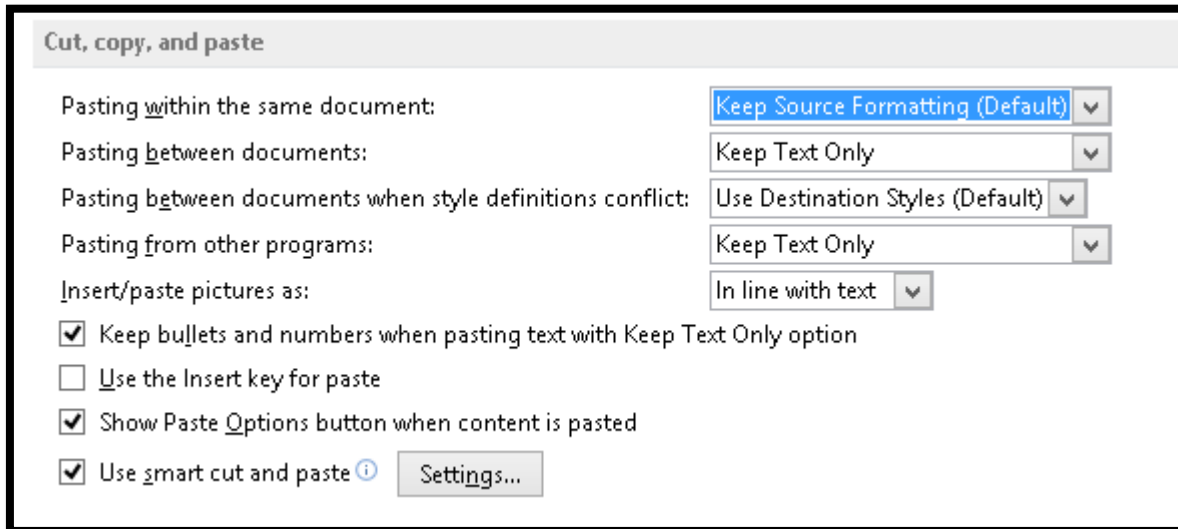 Cut, copy, and paste
Pasting within the same document: Keep Source Formatting (Default)
Pasting between documents: Keep Text Only
Pasting between documents when style definitions conflict: Use Destination Styles (Default)
Pasting from other programs: Keep Text Only
Insert/paste pictures as: In line with text
Keep bullets and numbers when pasting text with Keep Text Only option
Use the Insert key for paste
Show Paste Options button when content is pasted
Use smart cut and paste Settings...